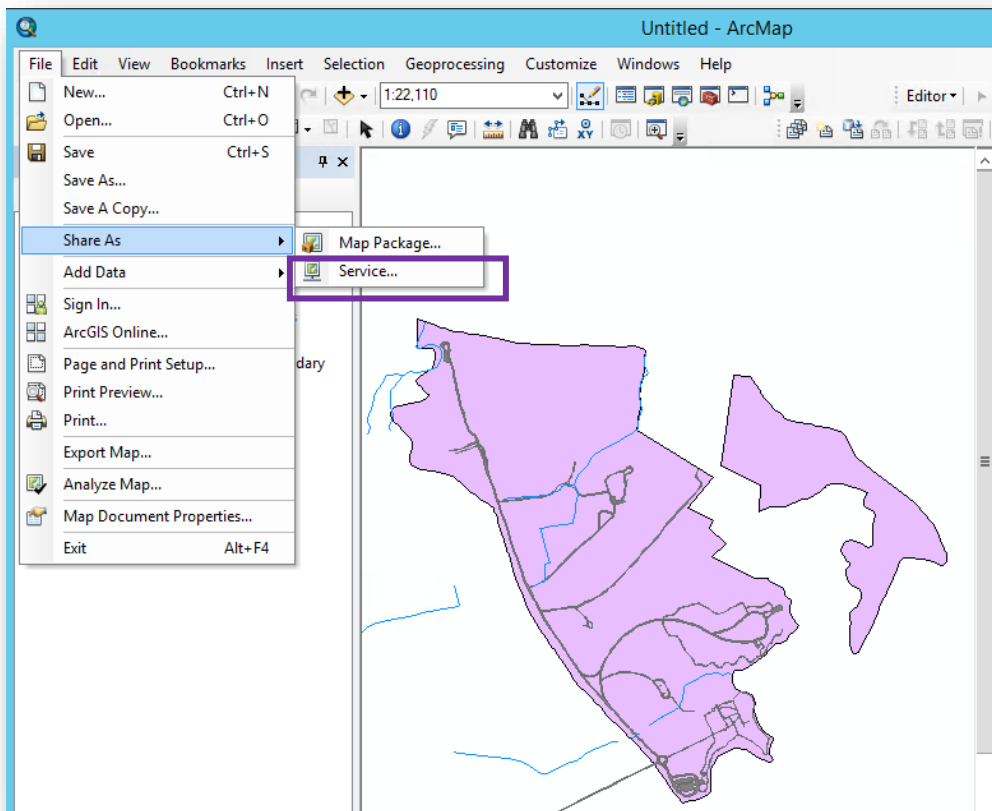 Untitled - ArcMap
File Edit View Bookmarks Insert Selection Geoprocessing Customize Windows Help
New... Ctrl+N
1:22,110
Editor
Open... Ctrl+O
XY
Save Ctrl+S
Save As...
Save A Copy...
Share As
Map Package...
Add Data
Service...
Sign In...
ArcGIS Online...
Page and Print Setup...
dary
Print Preview...
Print...
Export Map...
Analyze Map...
Map Document Properties...
Exit Alt+F4